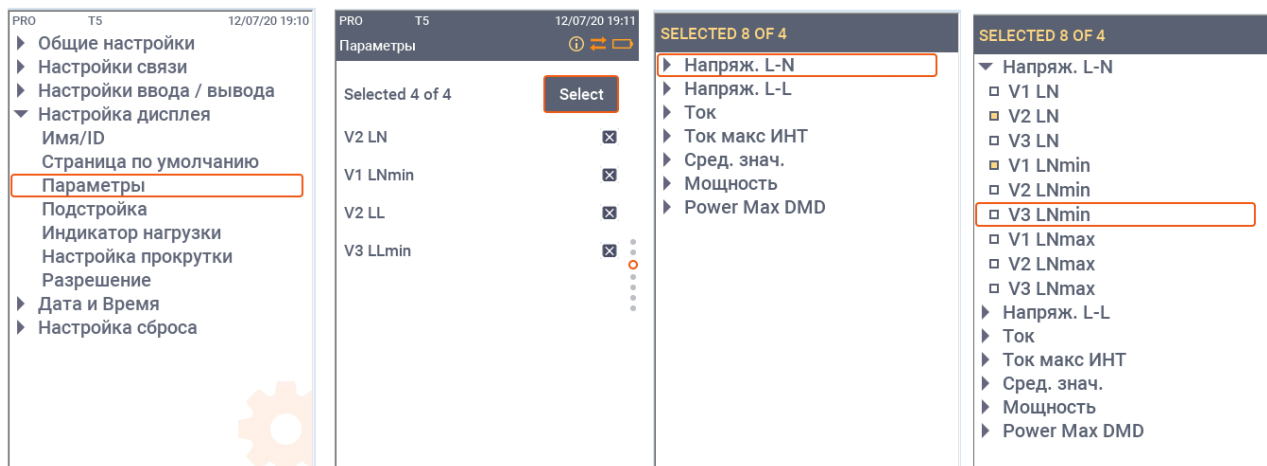 PRO T5 12/07/20 19:10
Общие настройки
Настройки связи
Настройки ввода / вывода
Настройка дисплея
Имя/ID
Страница по умолчанию
Параметры
Подстройка
Индикатор нагрузки
Настройка прокрутки
Разрешение
Дата и Время
Настройка сброса
PRO T5 12/07/20 19:11
Параметры
Selected 4 of 4 Select
V2 LN
V1 LNmin
V2 LL
V3 LLmin
SELECTED 8 OF 4
Напряж. L-N
Напряж. L-L
Ток
Ток макс ИНТ
Сред. знач.
Мощность
Power Max DMD
SELECTED 8 OF 4
Напряж. L-N
V1 LN
V2 LN
V3 LN
V1 LNmin
V2 LNmin
V3 LNmin
V1 LNmax
V2 LNmax
V3 LNmax
Напряж. L-L
Ток
Ток макс ИНТ
Сред. знач.
Мощность
Power Max DMD